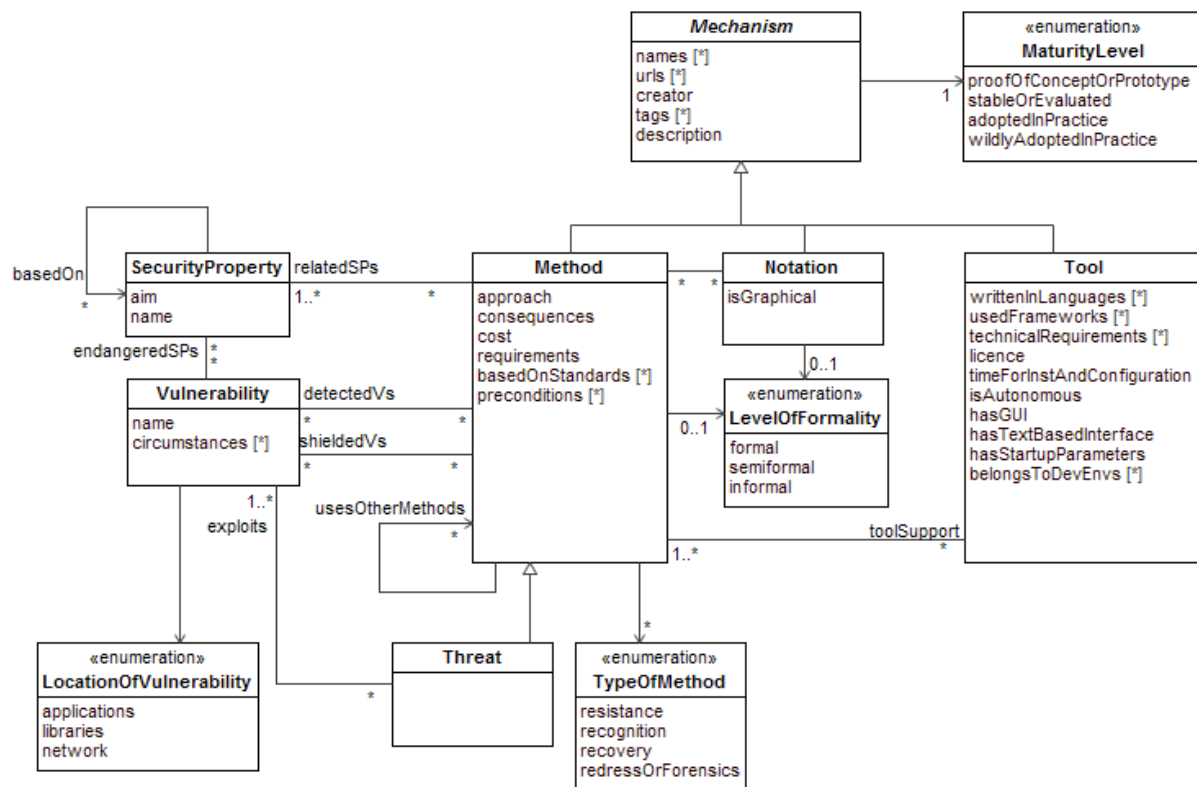 Mechanism
names [*]
urls [*]
creator
tags [*]
description
«enumeration»
MaturityLevel
proofOfConceptOrPrototype
stableOrEvaluated
adoptedInPractice
wildlyAdoptedInPractice
1
basedOn
*
SecurityProperty
aim
name
relatedSPs
1..*
*
Method
approach
consequences
cost
requirements
basedOnStandards [*]
preconditions [*]
*
*
Notation
isGraphical
0..1
Tool
writtenInLanguages [*]
usedFrameworks [*]
technicalRequirements [*]
licence
timeForInstAndConfiguration
isAutonomous
hasGUI
hasTextBasedInterface
hasStartupParameters
belongsToDevEnvs [*]
endangeredSPs
*
*
Vulnerability
name
circumstances [*]
detectedVs
*
*
shieldedVs
*
*
0..1
«enumeration»
LevelOfFormality
formal
semiformal
informal
1..*
exploits
usesOtherMethods
*
toolSupport
1..*
*
«enumeration»
LocationOfVulnerability
applications
libraries
network
*
Threat
*
«enumeration»
TypeOfMethod
resistance
recognition
recovery
redressOrForensics